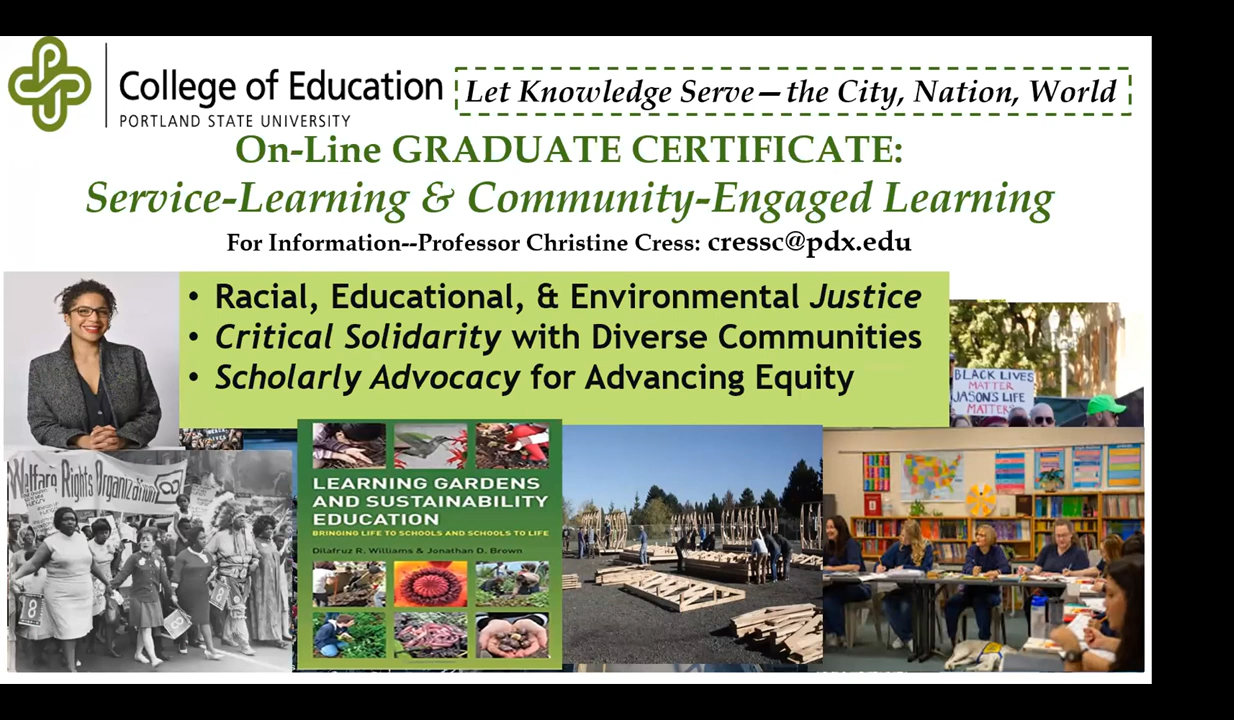 College of Education
PORTLAND STATE UNIVERSITY
Let Knowledge Serve—the City, Nation, World
On-Line GRADUATE CERTIFICATE:
Service-Learning & Community-Engaged Learning
For Information--Professor Christine Cress: cressc@pdx.edu
• Racial, Educational, & Environmental Justice
• Critical Solidarity with Diverse Communities
• Scholarly Advocacy for Advancing Equity
BLACK LIVES
MATTER
JASON'S LIFE
MATTERS
Welfare Rights Organization
LEARNING GARDENS
AND SUSTAINABILITY
EDUCATION
BRINGING LIFE TO SCHOOLS AND SCHOOLS TO LIFE
Dilafruz R. Williams & Jonathan D. Brown